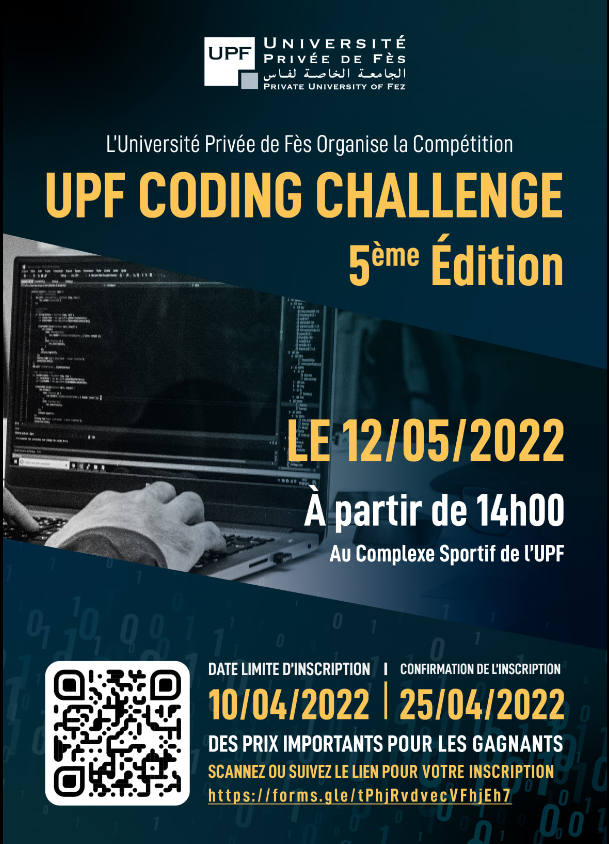 UPF
UNIVERSITÉ
PRIVÉE DE FÈS
الجامعة الخاصة لفاس
PRIVATE UNIVERSITY OF FEZ
L'Université Privée de Fès Organise la Compétition
UPF CODING CHALLENGE
5ème Édition
LE 12/05/2022
À partir de 14h00
Au Complexe Sportif de l'UPF
DATE LIMITE D'INSCRIPTION | CONFIRMATION DE L'INSCRIPTION
10/04/2022 | 25/04/2022
DES PRIX IMPORTANTS POUR LES GAGNANTS
SCANNEZ OU SUIVEZ LE LIEN POUR VOTRE INSCRIPTION
https://forms.gle/tPhjRvdvecVFhjEh7